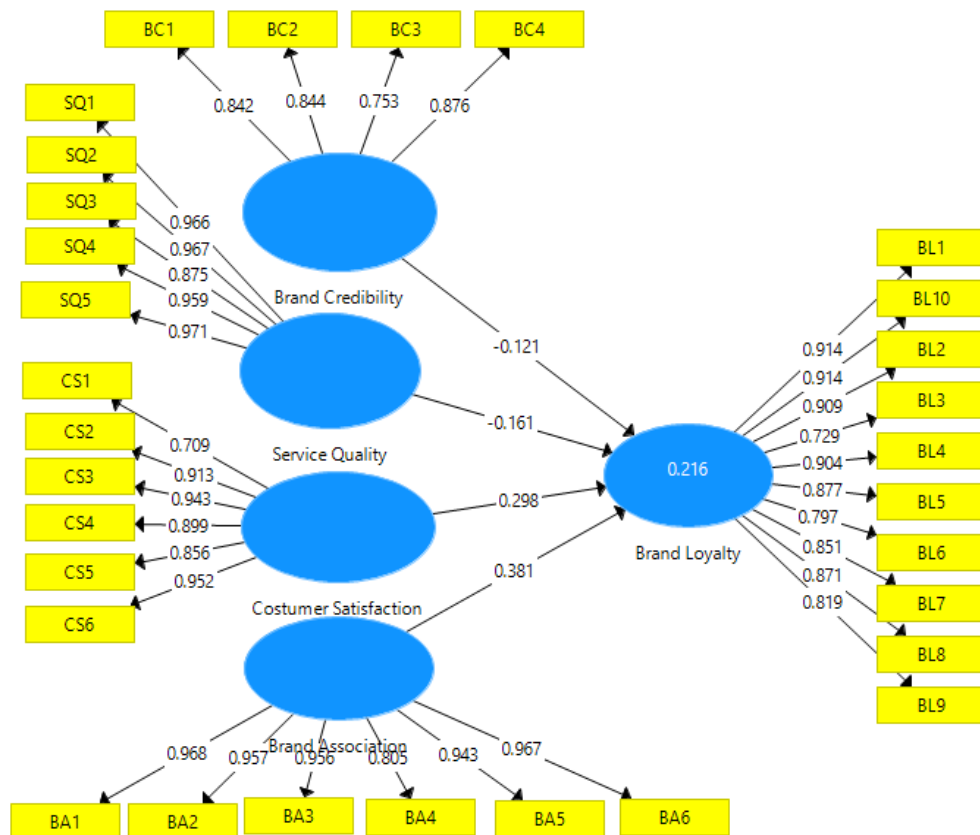 BC1
BC2
BC3
BC4
0.842
0.844
0.753
0.876
SQ1
SQ2
SQ3
SQ4
SQ5
0.966
0.967
0.875
0.959
0.971
Brand Credibility
-0.121
Service Quality
-0.161
CS1
CS2
CS3
CS4
CS5
CS6
0.709
0.913
0.943
0.899
0.856
0.952
Costumer Satisfaction
0.298
0.381
0.216
Brand Loyalty
0.914
0.914
0.909
0.729
0.904
0.877
0.797
0.851
0.871
0.819
BL1
BL10
BL2
BL3
BL4
BL5
BL6
BL7
BL8
BL9
Brand Association
0.968
0.957
0.956
0.805
0.943
0.967
BA1
BA2
BA3
BA4
BA5
BA6